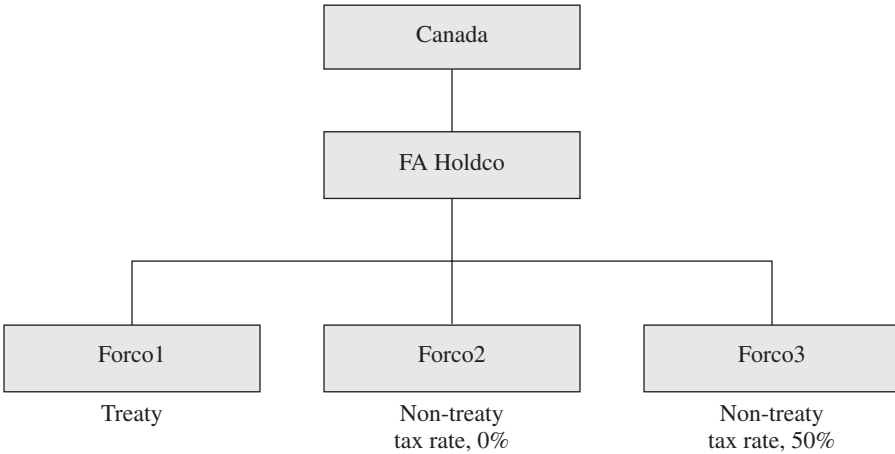 Canada
FA Holdco
Forco1
Forco2
Forco3
Treaty
Non-treaty
tax rate, 0%
Non-treaty
tax rate, 50%